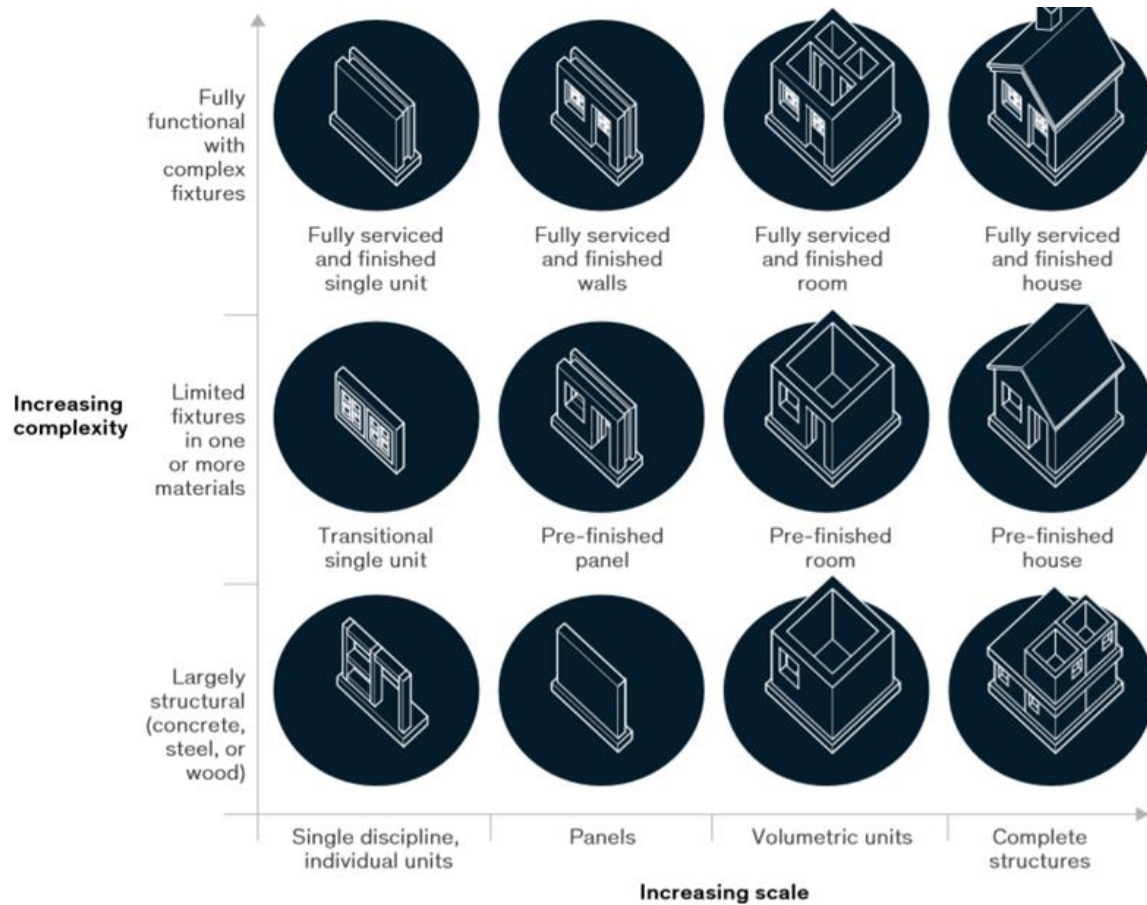 Fully
functional
with
complex
fixtures
Fully serviced
and finished
single unit
Fully serviced
and finished
walls
Fully serviced
and finished
room
Fully serviced
and finished
house
Increasing
complexity
Limited
fixtures
in one
or more
materials
Transitional
single unit
Pre-finished
panel
Pre-finished
room
Pre-finished
house
Largely
structural
(concrete,
steel, or
wood)
Single discipline,
individual units
Panels
Volumetric units
Complete
structures
Increasing scale